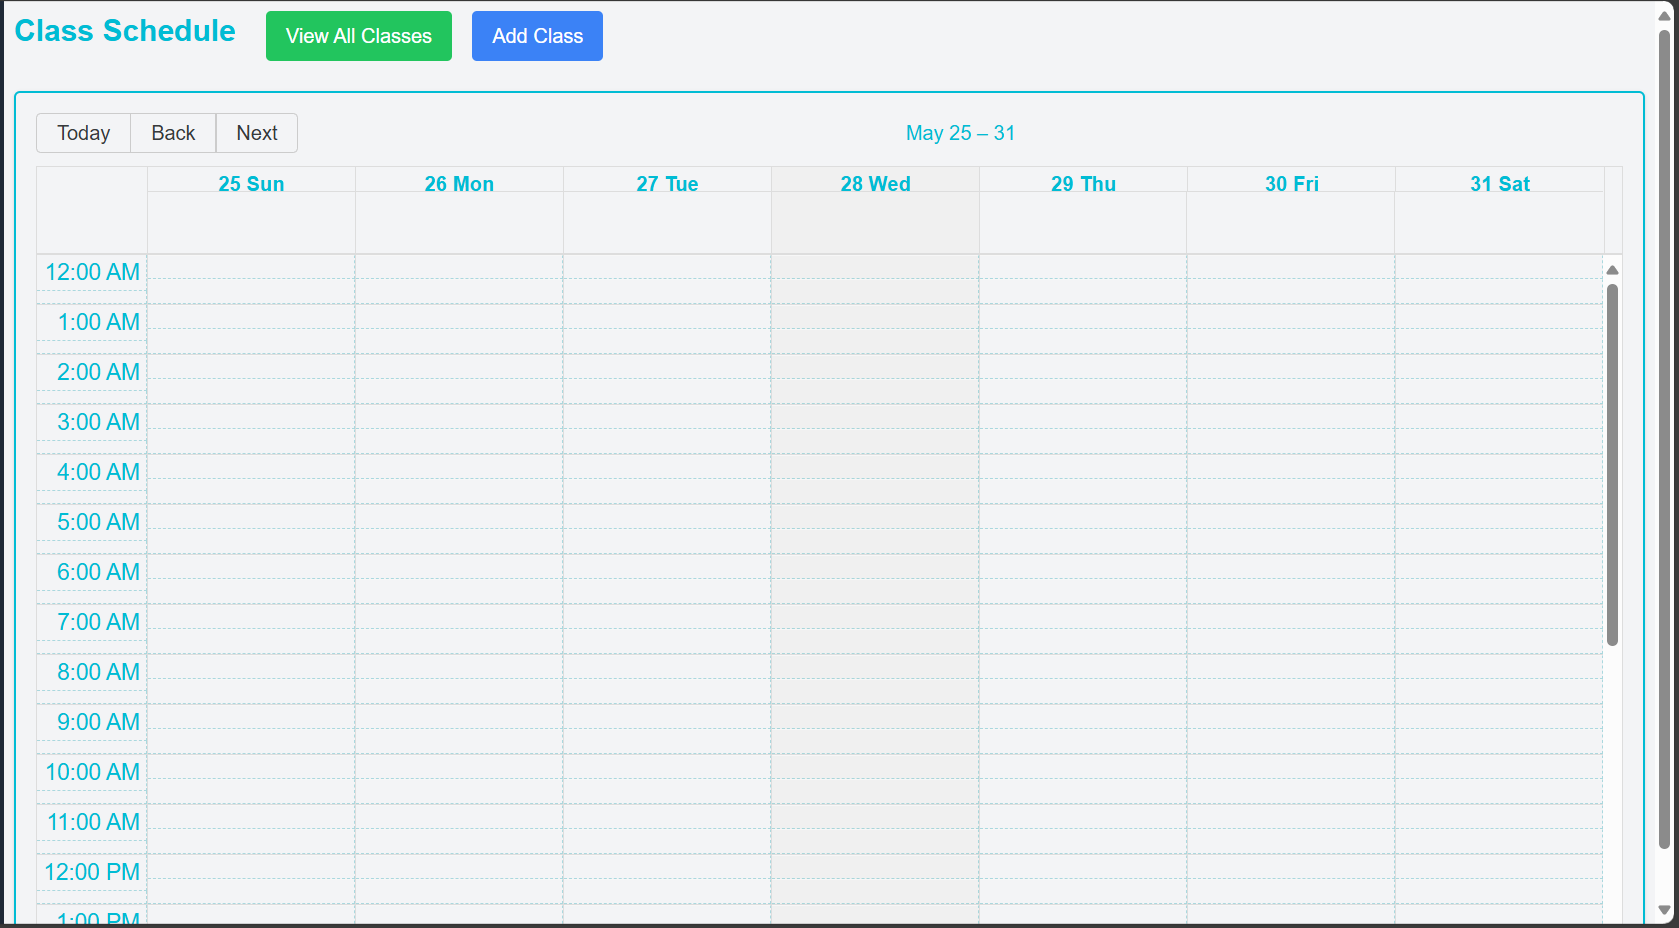 Class Schedule
View All Classes
Add Class
Today Back Next
May 25 – 31
25 Sun 26 Mon 27 Tue 28 Wed 29 Thu 30 Fri 31 Sat
12:00 AM
1:00 AM
2:00 AM
3:00 AM
4:00 AM
5:00 AM
6:00 AM
7:00 AM
8:00 AM
9:00 AM
10:00 AM
11:00 AM
12:00 PM
1:00 PM